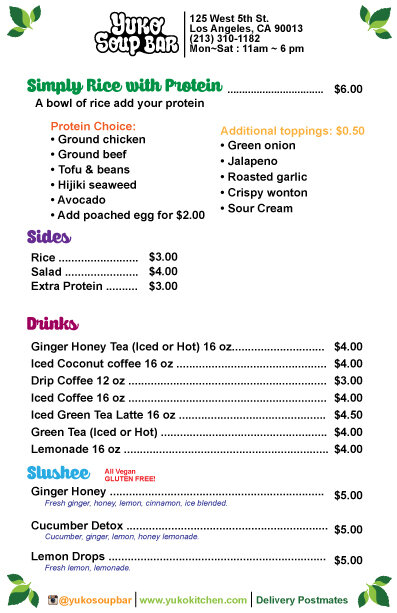 Yuko
Soup Bar
125 West 5th St.
Los Angeles, CA 90013
(213) 310-1182
Mon~Sat : 11am ~ 6 pm
Simply Rice with Protein ................................ $6.00
A bowl of rice add your protein
Protein Choice:
• Ground chicken
• Ground beef
• Tofu & beans
• Hijiki seaweed
• Avocado
• Add poached egg for $2.00
Additional toppings: $0.50
• Green onion
• Jalapeno
• Roasted garlic
• Crispy wonton
• Sour Cream
Sides
Rice ........................ $3.00
Salad ...................... $4.00
Extra Protein .......... $3.00
Drinks
Ginger Honey Tea (Iced or Hot) 16 oz............................ $4.00
Iced Coconut coffee 16 oz ............................................. $4.00
Drip Coffee 12 oz ............................................................ $3.00
Iced Coffee 16 oz ............................................................ $4.00
Iced Green Tea Latte 16 oz ............................................ $4.50
Green Tea (Iced or Hot) .................................................. $4.00
Lemonade 16 oz .............................................................. $4.00
Slushee
All Vegan
GLUTEN FREE!
Ginger Honey ................................................................ $5.00
Fresh ginger, honey, lemon, cinnamon, ice blended.
Cucumber Detox ............................................................ $5.00
Cucumber, ginger, lemon, honey lemonade.
Lemon Drops ................................................................. $5.00
Fresh lemon, lemonade.
@yukosoupbar | www.yukokitchen.com | Delivery Postmates